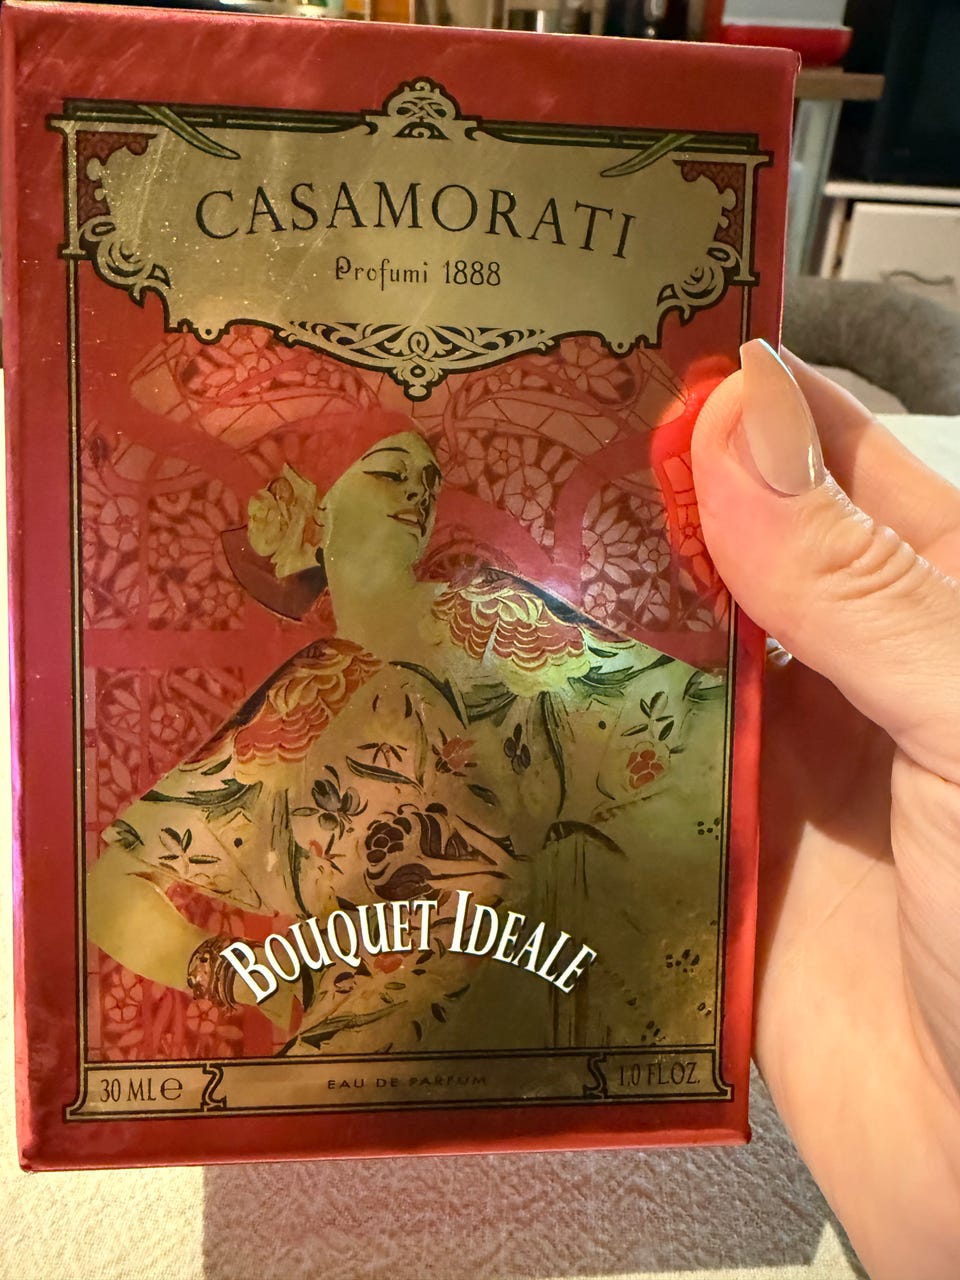 CASAMORATI
Profumi 1888
BOUQUET IDEALE
30 ML ℮
EAU DE PARFUM
1.0 FL.OZ.